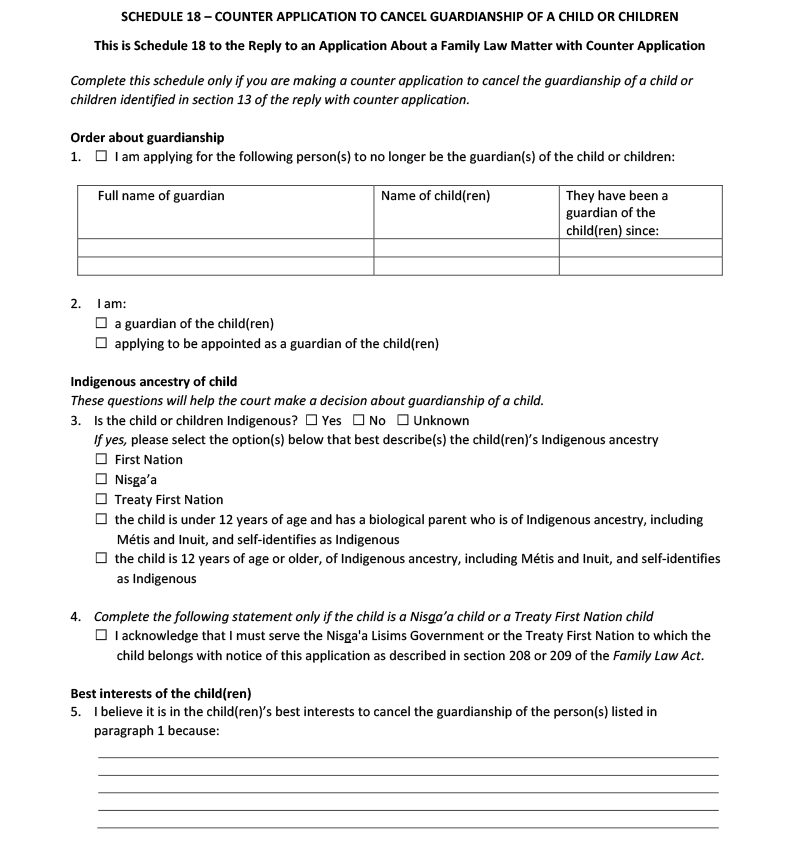 SCHEDULE 18 – COUNTER APPLICATION TO CANCEL GUARDIANSHIP OF A CHILD OR CHILDREN
This is Schedule 18 to the Reply to an Application About a Family Law Matter with Counter Application
Complete this schedule only if you are making a counter application to cancel the guardianship of a child or
children identified in section 13 of the reply with counter application.
Order about guardianship
1. ☐ I am applying for the following person(s) to no longer be the guardian(s) of the child or children:
Full name of guardian
Name of child(ren)
They have been a
guardian of the
child(ren) since:
2. I am:
☐ a guardian of the child(ren)
☐ applying to be appointed as a guardian of the child(ren)
Indigenous ancestry of child
These questions will help the court make a decision about guardianship of a child.
3. Is the child or children Indigenous? ☐ Yes ☐ No ☐ Unknown
If yes, please select the option(s) below that best describe(s) the child(ren)'s Indigenous ancestry
☐ First Nation
☐ Nisg̱a'a
☐ Treaty First Nation
☐ the child is under 12 years of age and has a biological parent who is of Indigenous ancestry, including
Métis and Inuit, and self-identifies as Indigenous
☐ the child is 12 years of age or older, of Indigenous ancestry, including Métis and Inuit, and self-identifies
as Indigenous
4. Complete the following statement only if the child is a Nisg̱a'a child or a Treaty First Nation child
☐ I acknowledge that I must serve the Nisg̱a'a Lisims Government or the Treaty First Nation to which the
child belongs with notice of this application as described in section 208 or 209 of the Family Law Act.
Best interests of the child(ren)
5. I believe it is in the child(ren)'s best interests to cancel the guardianship of the person(s) listed in
paragraph 1 because: